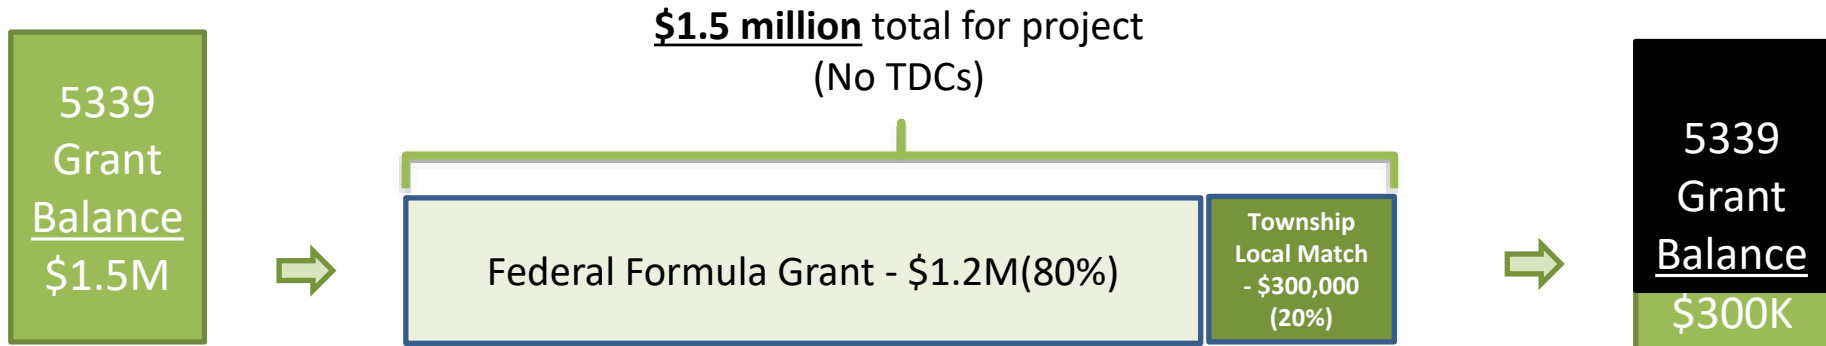 $1.5 million total for project
(No TDCs)
5339
Grant
Balance
$1.5M
Federal Formula Grant - $1.2M(80%)
Township
Local Match
- $300,000
(20%)
5339
Grant
Balance
$300K